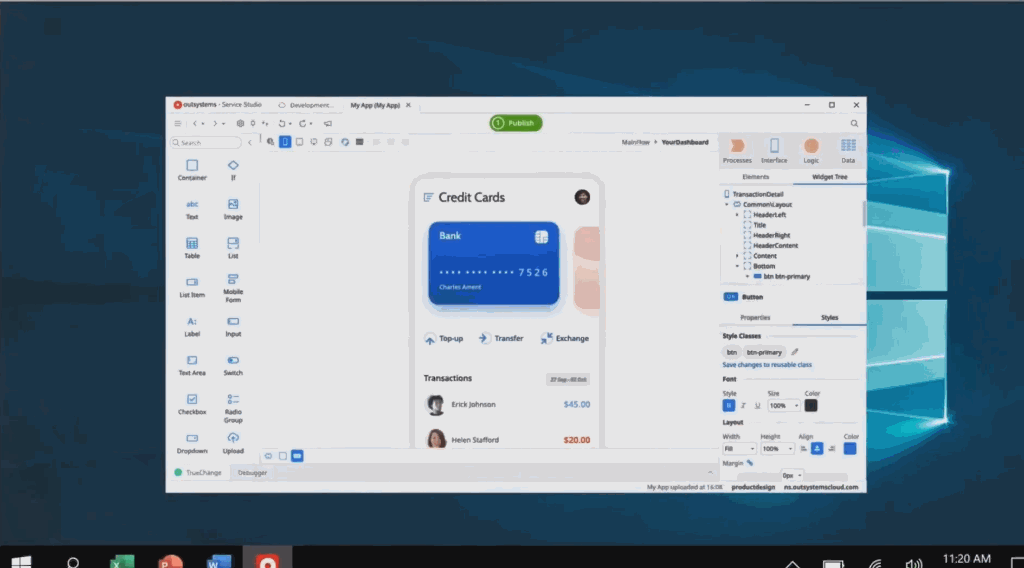 outsystems - Service Studio
Development...
My App (My App)
1 Publish
Search
MainFlow > YourDashboard
Processes
Interface
Logic
Data
Elements
Widget Tree
Container
If
Text
Image
Table
List
List Item
Mobile Form
Label
Input
Text Area
Switch
Checkbox
Radio Group
Dropdown
Upload
Credit Cards
Bank
7526
Charles Ament
Top-up
Transfer
Exchange
Transactions
27 Sep - 03 Oct
Erick Johnson
$45.00
Helen Stafford
$20.00
TransactionDetail
Common\Layout
HeaderLeft
Title
HeaderRight
HeaderContent
Content
Bottom
btn btn-primary
Button
Properties
Styles
Style Classes
btn
btn-primary
Save changes to reusable class
Font
Style
Size
Color
B
I
U
100%
Layout
Width
Height
Align
Color
Fill
100%
Margin
0px
TrueChange
Debugger
My App uploaded at 16:08
productdesign
ns.outsystemscloud.com
11:20 AM